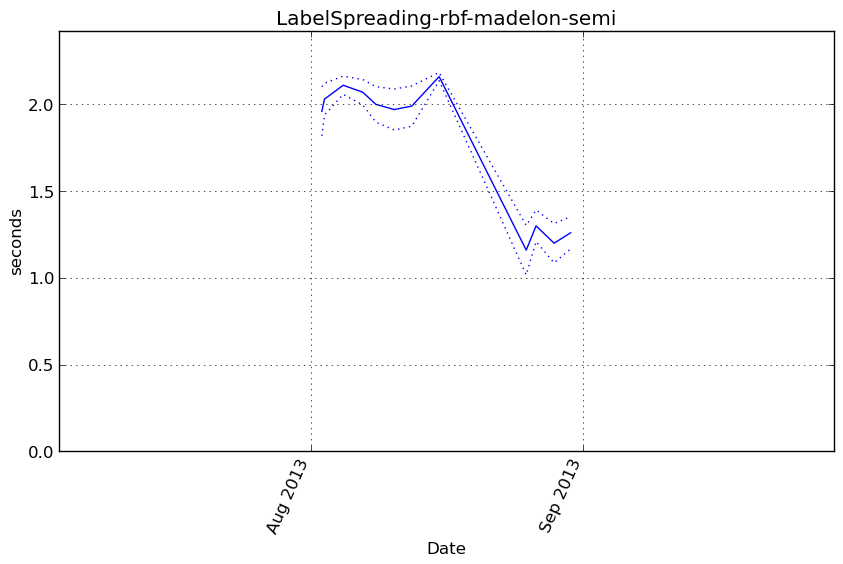 LabelSpreading-rbf-madelon-semi
2.0
1.5
1.0
0.5
0.0
seconds
Aug 2013
Sep 2013
Date